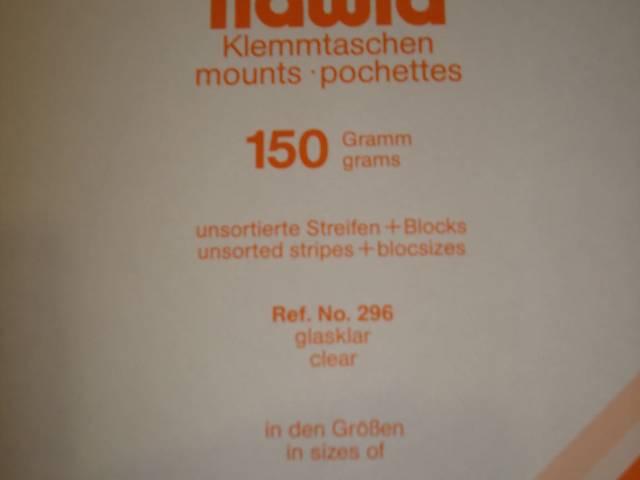 hawid
Klemmtaschen
mounts · pochettes
150 Gramm
grams
unsortierte Streifen + Blocks
unsorted stripes + blocsizes
Ref. No. 296
glasklar
clear
in den Größen
in sizes of